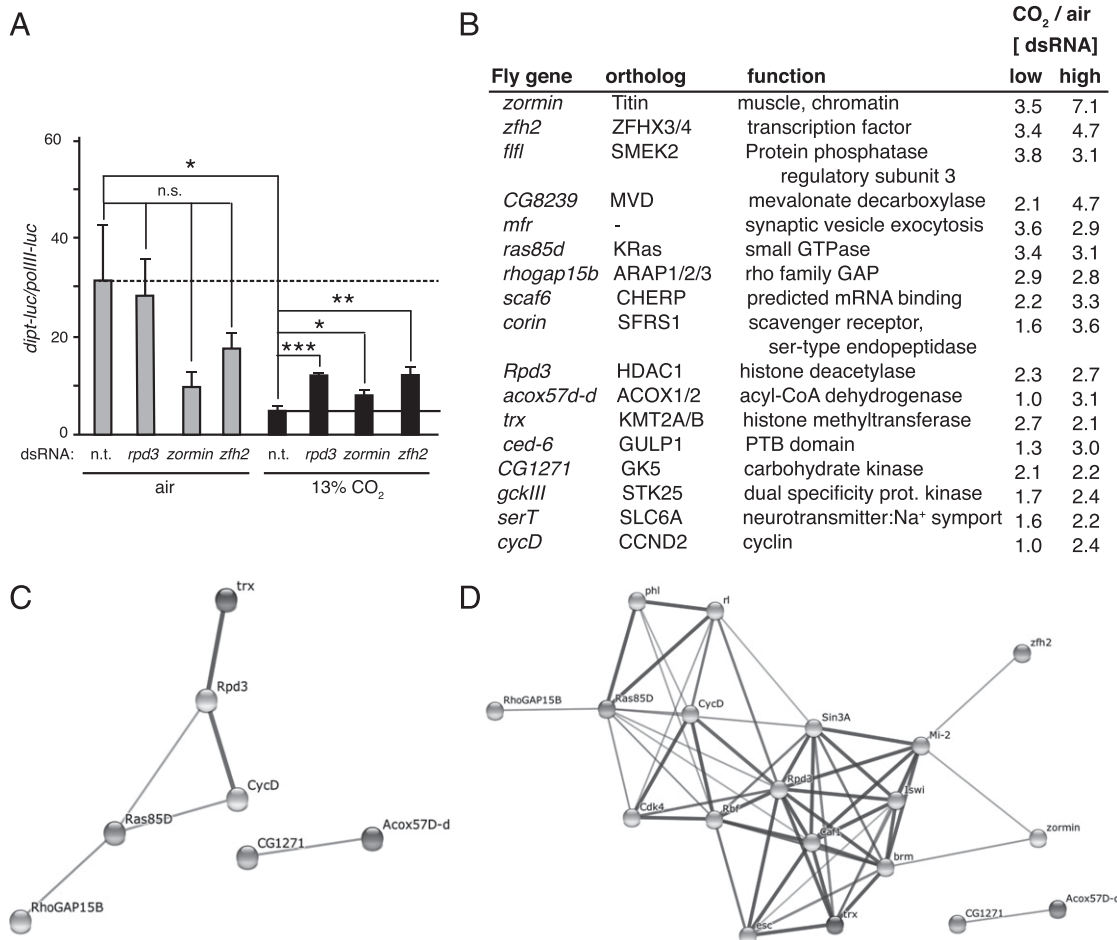 A
60
40
20
0
dipt-luc/polIII-luc
*
n.s.
**
*
***
dsRNA: n.t. rpd3 zormin zfh2 n.t. rpd3 zormin zfh2
air 13% CO2
B
CO2 / air
[ dsRNA]
Fly gene ortholog function low high
zormin Titin muscle, chromatin 3.5 7.1
zfh2 ZFHX3/4 transcription factor 3.4 4.7
flfl SMEK2 Protein phosphatase 3.8 3.1
regulatory subunit 3
CG8239 MVD mevalonate decarboxylase 2.1 4.7
mfr - synaptic vesicle exocytosis 3.6 2.9
ras85d KRas small GTPase 3.4 3.1
rhogap15b ARAP1/2/3 rho family GAP 2.9 2.8
scaf6 CHERP predicted mRNA binding 2.2 3.3
corin SFRS1 scavenger receptor, 1.6 3.6
ser-type endopeptidase
Rpd3 HDAC1 histone deacetylase 2.3 2.7
acox57d-d ACOX1/2 acyl-CoA dehydrogenase 1.0 3.1
trx KMT2A/B histone methyltransferase 2.7 2.1
ced-6 GULP1 PTB domain 1.3 3.0
CG1271 GK5 carbohydrate kinase 2.1 2.2
gckIII STK25 dual specificity prot. kinase 1.7 2.4
serT SLC6A neurotransmitter:Na+ symport 1.6 2.2
cycD CCND2 cyclin 1.0 2.4
C
trx
Rpd3
CycD
Ras85D
CG1271
Acox57D-d
RhoGAP15B
D
phl
rl
zfh2
RhoGAP15B
Ras85D
CycD
Sin3A
Mi-2
Rpd3
Iswi
Cdk4
Rbf
Caf1
zormin
brm
esc
trx
CG1271
Acox57D-d